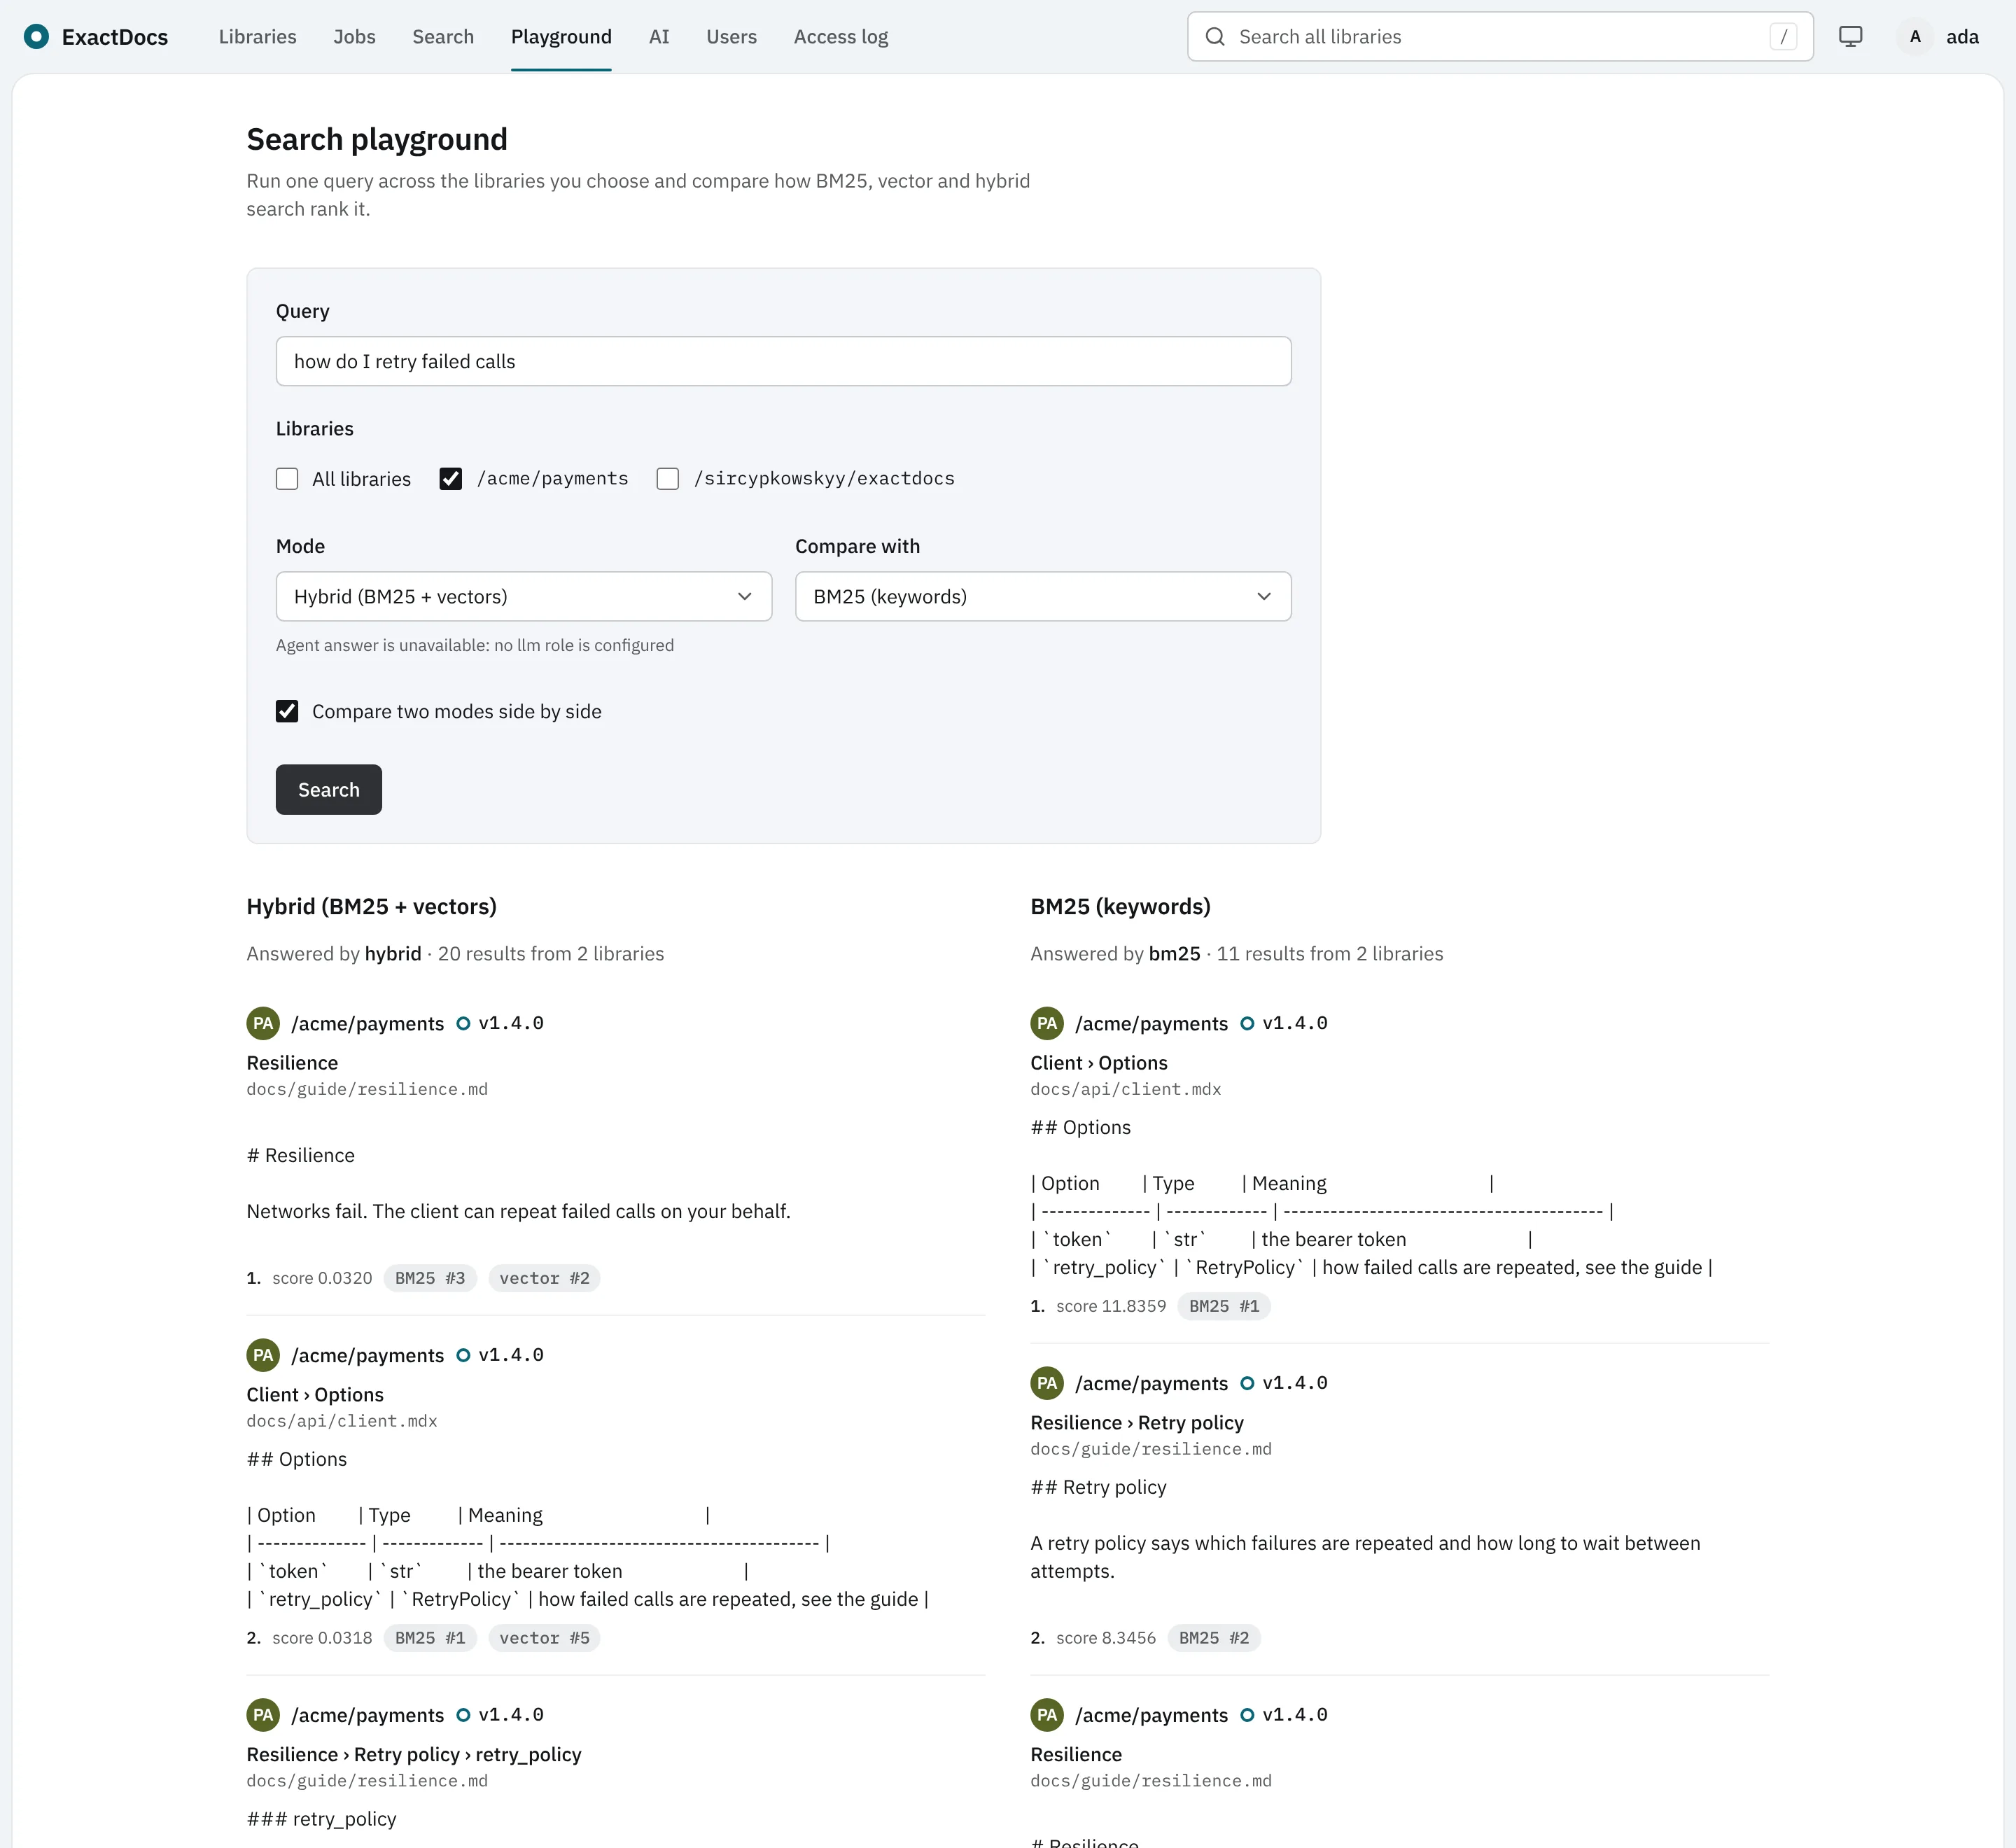 ExactDocs Libraries Jobs Search Playground AI Users Access log Search all libraries / A ada
Search playground
Run one query across the libraries you choose and compare how BM25, vector and hybrid
search rank it.
Query
how do I retry failed calls
Libraries
All libraries /acme/payments /sircypkowskyy/exactdocs
Mode
Hybrid (BM25 + vectors)
Agent answer is unavailable: no llm role is configured
Compare with
BM25 (keywords)
Compare two modes side by side
Search
Hybrid (BM25 + vectors)
Answered by hybrid · 20 results from 2 libraries
PA /acme/payments v1.4.0
Resilience
docs/guide/resilience.md
# Resilience
Networks fail. The client can repeat failed calls on your behalf.
1. score 0.0320 BM25 #3 vector #2
PA /acme/payments v1.4.0
Client › Options
docs/api/client.mdx
## Options
| Option | Type | Meaning |
| -------------- | ------------- | ----------------------------------------- |
| `token` | `str` | the bearer token |
| `retry_policy` | `RetryPolicy` | how failed calls are repeated, see the guide |
2. score 0.0318 BM25 #1 vector #5
PA /acme/payments v1.4.0
Resilience › Retry policy › retry_policy
docs/guide/resilience.md
### retry_policy
BM25 (keywords)
Answered by bm25 · 11 results from 2 libraries
PA /acme/payments v1.4.0
Client › Options
docs/api/client.mdx
## Options
| Option | Type | Meaning |
| -------------- | ------------- | ----------------------------------------- |
| `token` | `str` | the bearer token |
| `retry_policy` | `RetryPolicy` | how failed calls are repeated, see the guide |
1. score 11.8359 BM25 #1
PA /acme/payments v1.4.0
Resilience › Retry policy
docs/guide/resilience.md
## Retry policy
A retry policy says which failures are repeated and how long to wait between
attempts.
2. score 8.3456 BM25 #2
PA /acme/payments v1.4.0
Resilience
docs/guide/resilience.md
# Resilience